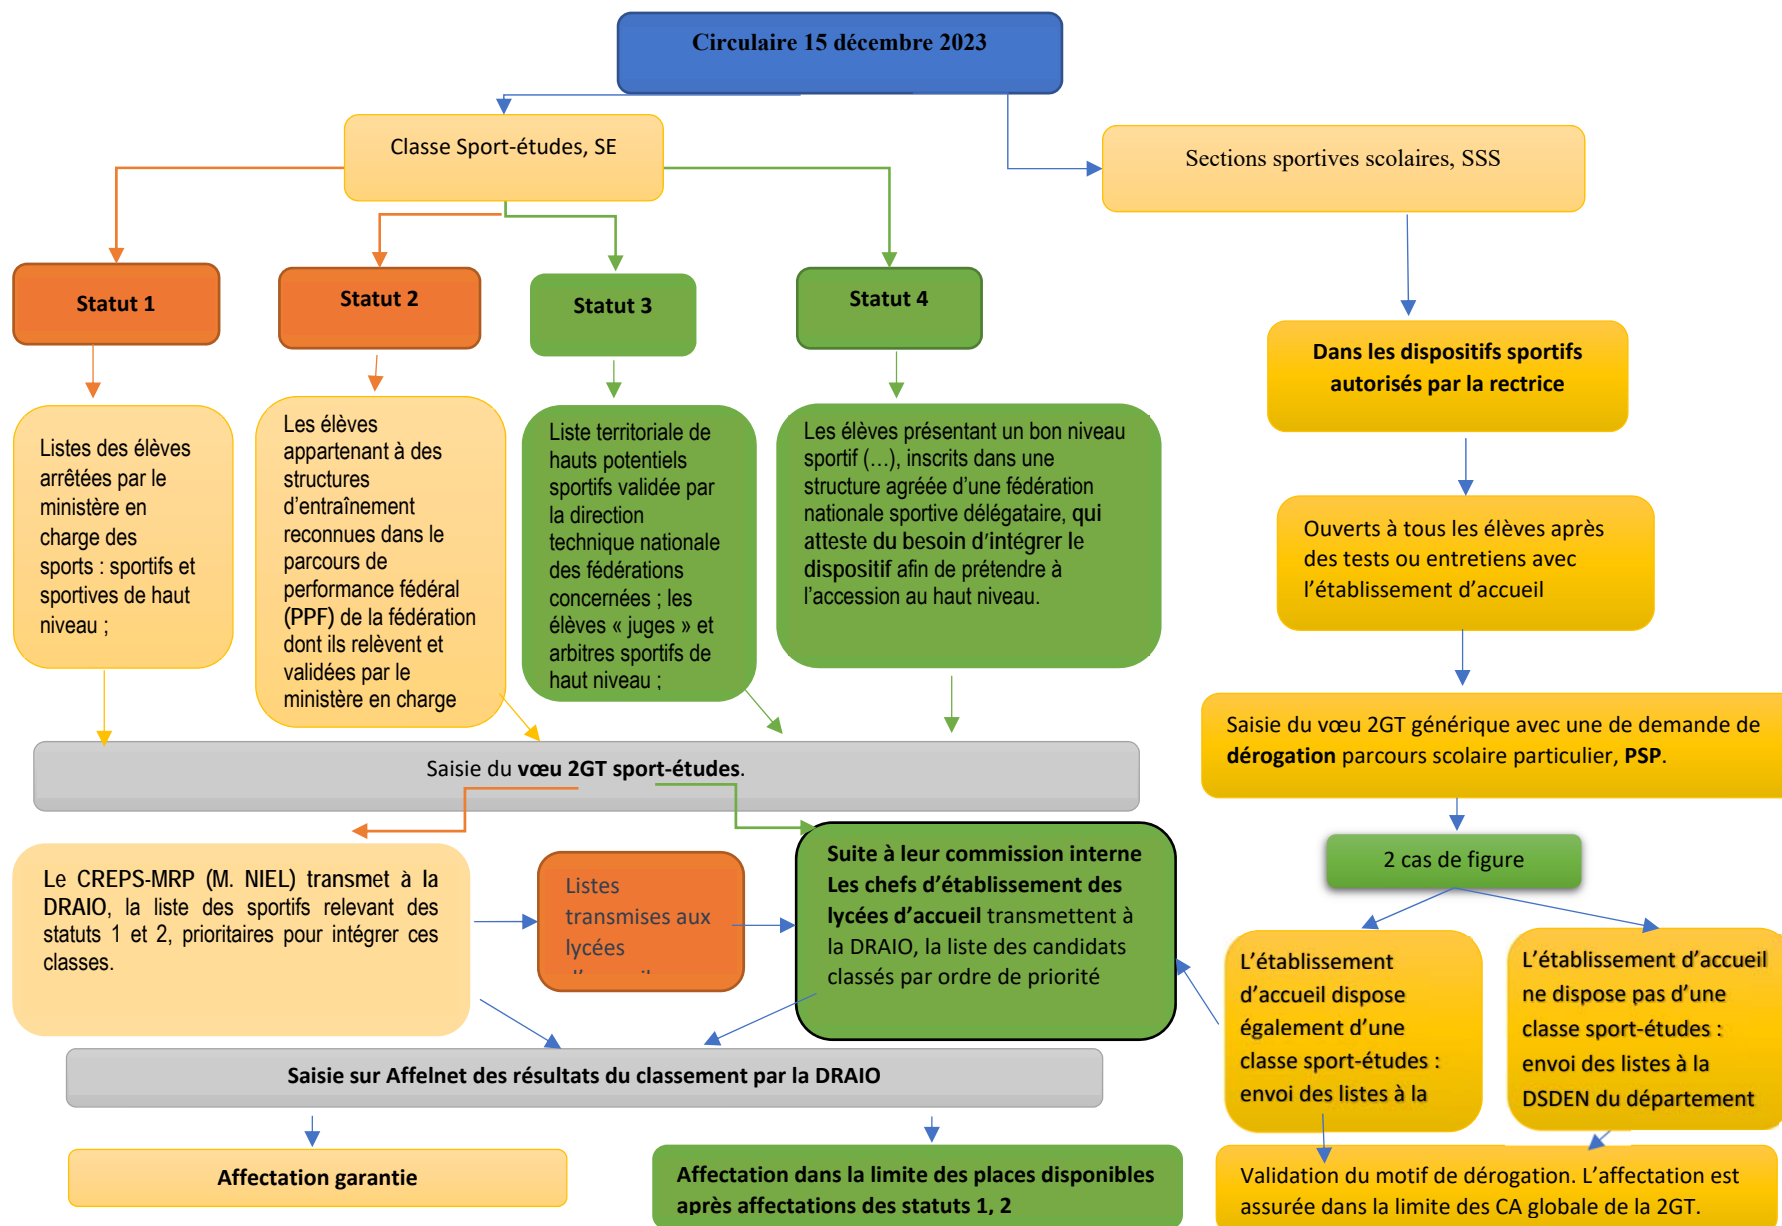 Circulaire 15 décembre 2023
Classe Sport-études, SE
Sections sportives scolaires, SSS
Statut 1
Statut 2
Statut 3
Statut 4
Dans les dispositifs sportifs
autorisés par la rectrice
Listes des élèves
arrêtées par le
ministère en
charge des
sports : sportifs et
sportives de haut
niveau ;
Les élèves
appartenant à des
structures
d’entraînement
reconnues dans le
parcours de
performance fédéral
(PPF) de la fédération
dont ils relèvent et
validées par le
ministère en charge
Liste territoriale de
hauts potentiels
sportifs validée par
la direction
technique nationale
des fédérations
concernées ; les
élèves « juges » et
arbitres sportifs de
haut niveau ;
Les élèves présentant un bon niveau
sportif (…), inscrits dans une
structure agréée d’une fédération
nationale sportive délégataire, qui
atteste du besoin d’intégrer le
dispositif afin de prétendre à
l’accession au haut niveau.
Ouverts à tous les élèves après
des tests ou entretiens avec
l’établissement d’accueil
Saisie du vœu 2GT générique avec une de demande de
dérogation parcours scolaire particulier, PSP.
Saisie du vœu 2GT sport-études.
2 cas de figure
Le CREPS-MRP (M. NIEL) transmet à la
DRAIO, la liste des sportifs relevant des
statuts 1 et 2, prioritaires pour intégrer ces
classes.
Listes
transmises aux
lycées
Suite à leur commission interne
Les chefs d’établissement des
lycées d’accueil transmettent à
la DRAIO, la liste des candidats
classés par ordre de priorité
L’établissement
d’accueil dispose
également d’une
classe sport-études :
envoi des listes à la
L’établissement d’accueil
ne dispose pas d’une
classe sport-études :
envoi des listes à la
DSDEN du département
Saisie sur Affelnet des résultats du classement par la DRAIO
Affectation garantie
Affectation dans la limite des places disponibles
après affectations des statuts 1, 2
Validation du motif de dérogation. L’affectation est
assurée dans la limite des CA globale de la 2GT.